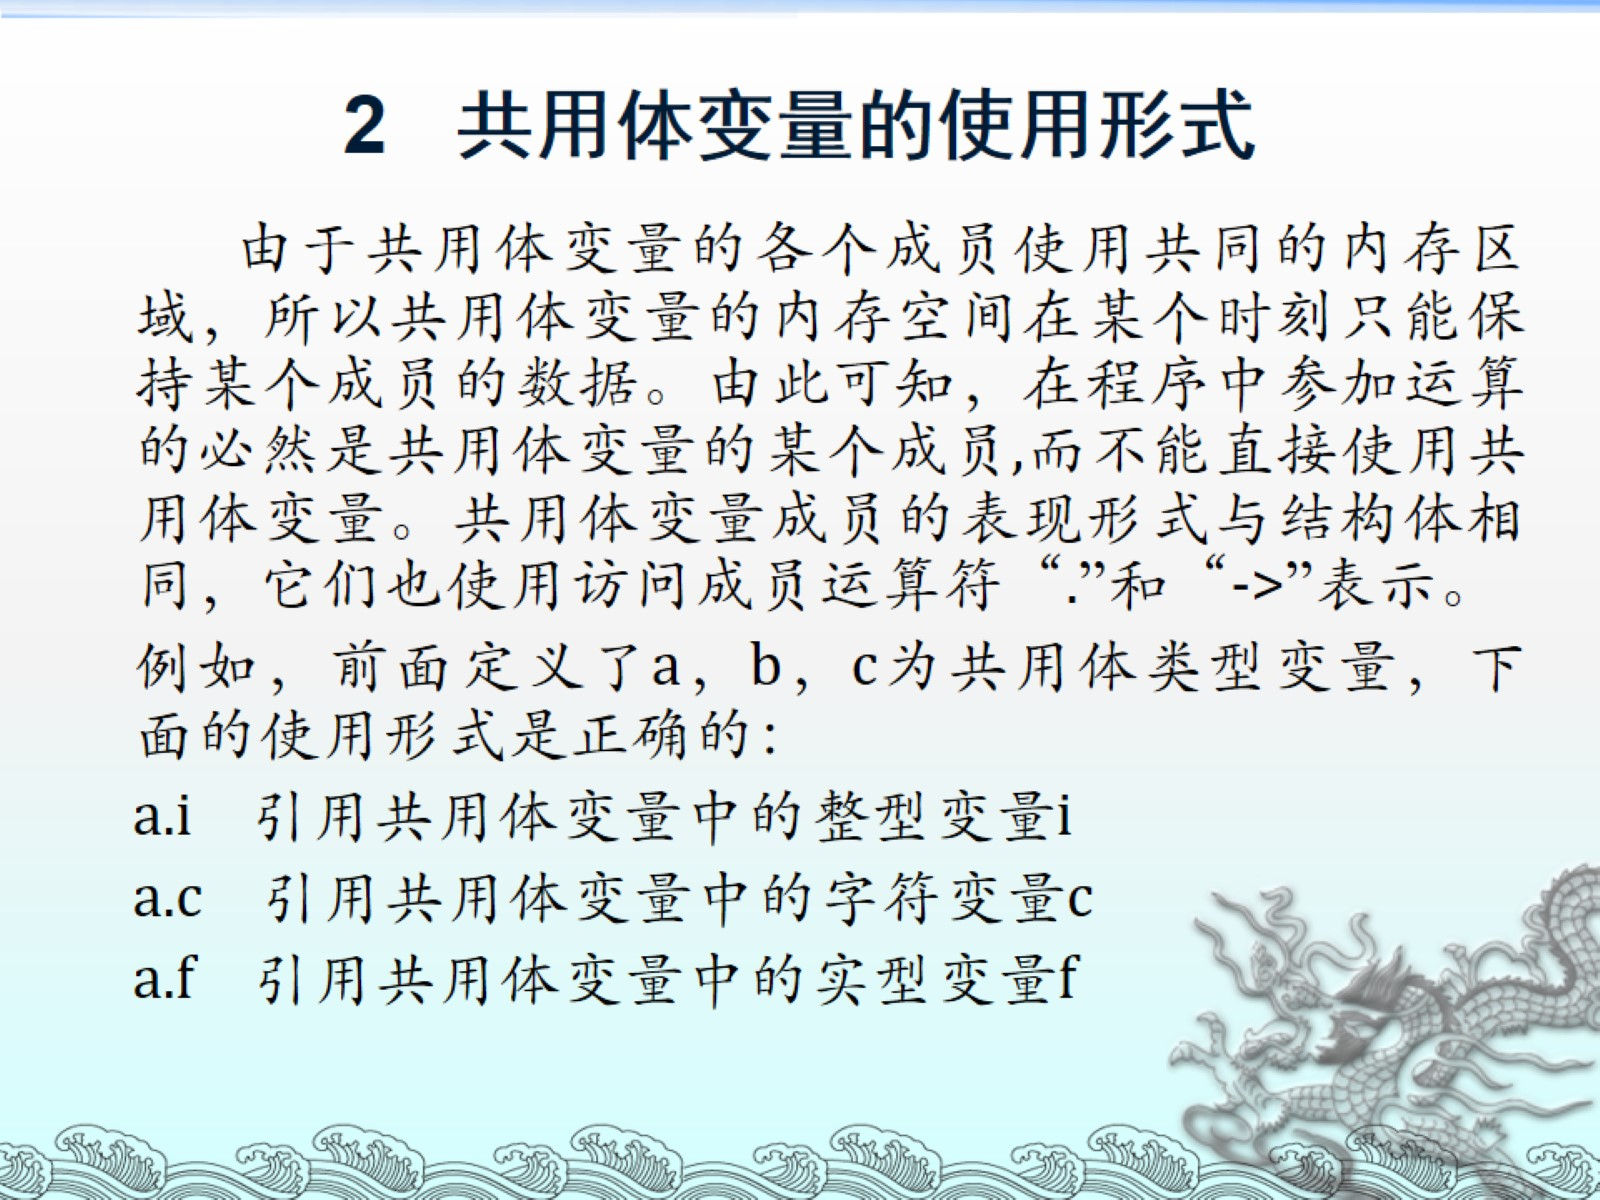 2 共用体变量的使用形式
由于共用体变量的各个成员使用共同的内存区
域，所以共用体变量的内存空间在某个时刻只能保
持某个成员的数据。由此可知，在程序中参加运算
的必然是共用体变量的某个成员,而不能直接使用共
用体变量。共用体变量成员的表现形式与结构体相
同，它们也使用访问成员运算符“.”和“->”表示。
例如，前面定义了a，b，c为共用体类型变量，下
面的使用形式是正确的：
a.i 引用共用体变量中的整型变量i
a.c 引用共用体变量中的字符变量c
a.f 引用共用体变量中的实型变量f